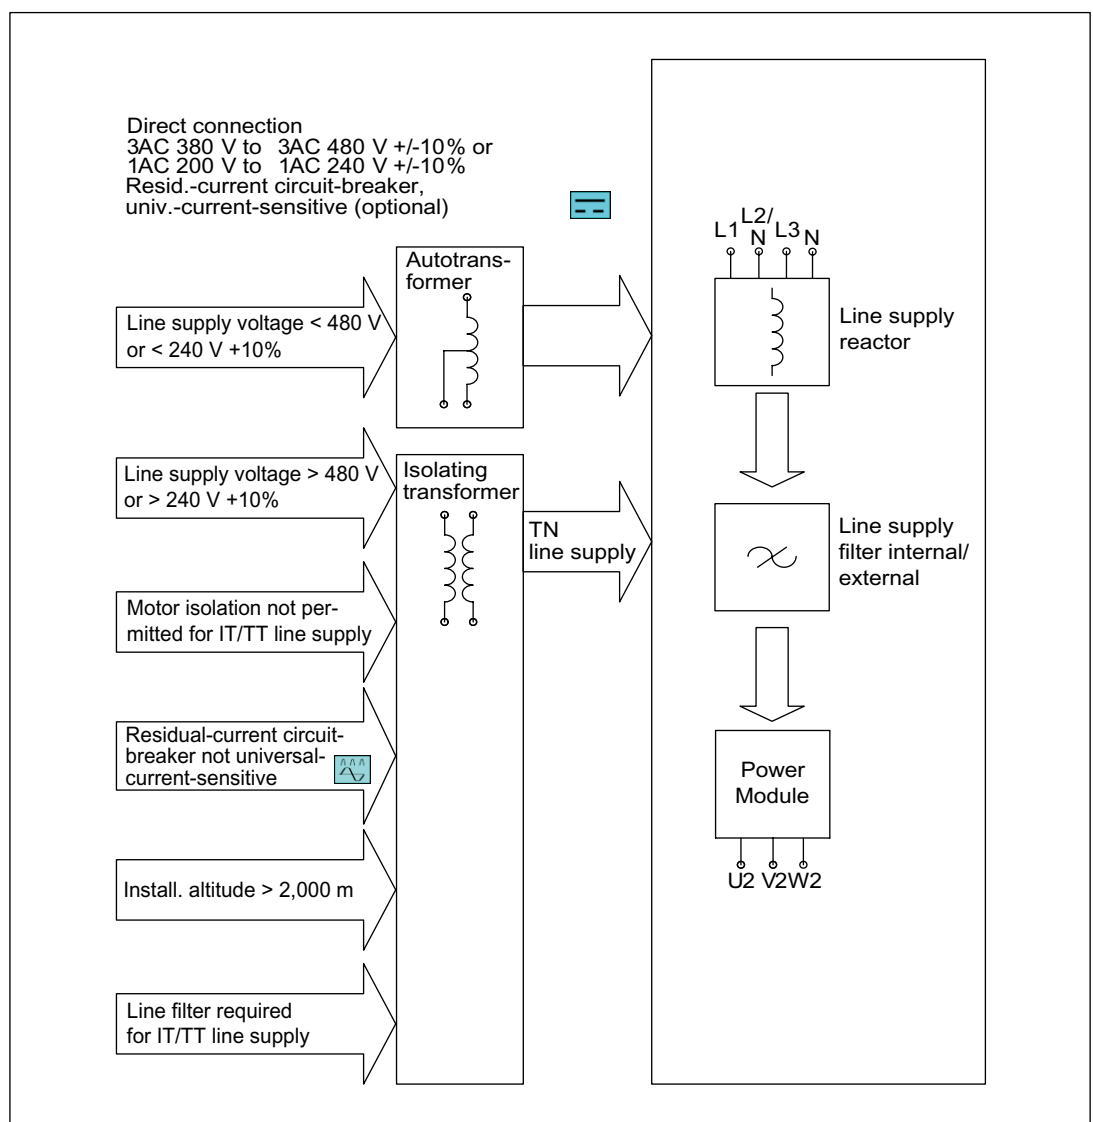 Direct connection
3AC 380 V to 3AC 480 V +/-10% or
1AC 200 V to 1AC 240 V +/-10%
Resid.-current circuit-breaker,
univ.-current-sensitive (optional)
Autotrans-
former
Line supply voltage < 480 V
or < 240 V +10%
Line supply voltage > 480 V
or > 240 V +10%
Isolating
transformer
TN
line supply
Motor isolation not per-
mitted for IT/TT line supply
Residual-current circuit-
breaker not universal-
current-sensitive
Install. altitude > 2,000 m
Line filter required
for IT/TT line supply
L1 L2/ L3 N
N
Line supply
reactor
Line supply
filter internal/
external
Power
Module
U2 V2 W2